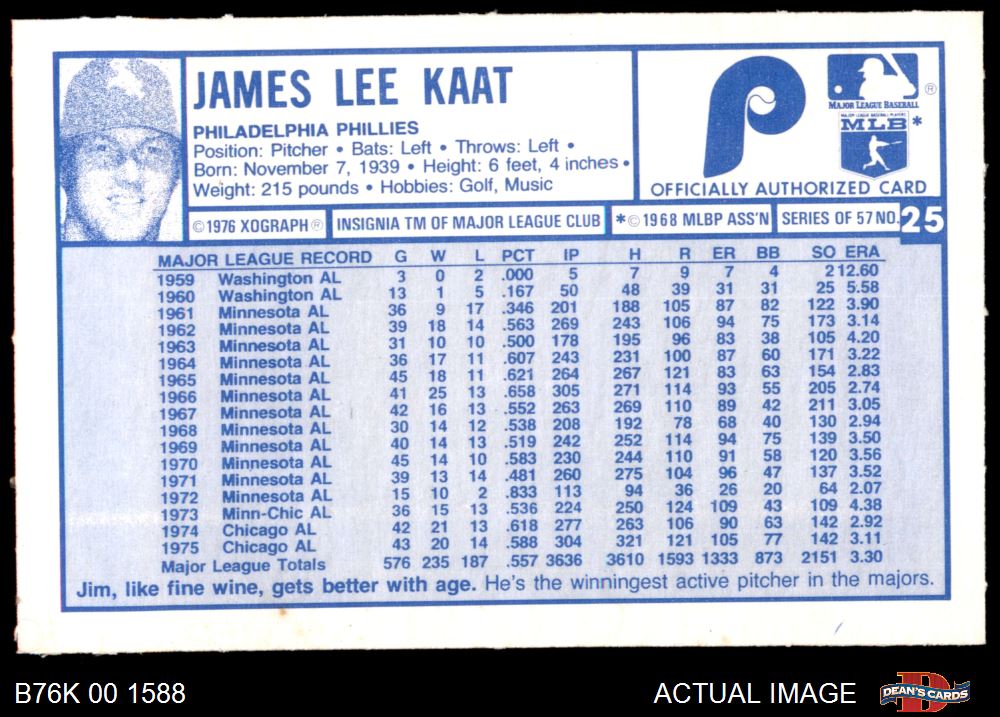 JAMES LEE KAAT
PHILADELPHIA PHILLIES
Position: Pitcher • Bats: Left • Throws: Left •
Born: November 7, 1939 • Height: 6 feet, 4 inches •
Weight: 215 pounds • Hobbies: Golf, Music
P
MAJOR LEAGUE BASEBALL ®
MAJOR LEAGUE BASEBALL PLAYERS
MLB *
OFFICIALLY AUTHORIZED CARD
© 1976 XOGRAPH ® INSIGNIA TM OF MAJOR LEAGUE CLUB * © 1968 MLBP ASS'N SERIES OF 57 NO. 25
MAJOR LEAGUE RECORD G W L PCT IP H R ER BB SO ERA
1959 Washington AL 3 0 2 .000 5 7 9 7 4 2 12.60
1960 Washington AL 13 1 5 .167 50 48 39 31 31 25 5.58
1961 Minnesota AL 36 9 17 .346 201 188 105 87 82 122 3.90
1962 Minnesota AL 39 18 14 .563 269 243 106 94 75 173 3.14
1963 Minnesota AL 31 10 10 .500 178 195 96 83 38 105 4.20
1964 Minnesota AL 36 17 11 .607 243 231 100 87 60 171 3.22
1965 Minnesota AL 45 18 11 .621 264 267 121 83 63 154 2.83
1966 Minnesota AL 41 25 13 .658 305 271 114 93 55 205 2.74
1967 Minnesota AL 42 16 13 .552 263 269 110 89 42 211 3.05
1968 Minnesota AL 30 14 12 .538 208 192 78 68 40 130 2.94
1969 Minnesota AL 40 14 13 .519 242 252 114 94 75 139 3.50
1970 Minnesota AL 45 14 10 .583 230 244 110 91 58 120 3.56
1971 Minnesota AL 39 13 14 .481 260 275 104 96 47 137 3.52
1972 Minnesota AL 15 10 2 .833 113 94 36 26 20 64 2.07
1973 Minn-Chic AL 36 15 13 .536 224 250 124 109 43 109 4.38
1974 Chicago AL 42 21 13 .618 277 263 106 90 63 142 2.92
1975 Chicago AL 43 20 14 .588 304 321 121 105 77 142 3.11
Major League Totals 576 235 187 .557 3636 3610 1593 1333 873 2151 3.30
Jim, like fine wine, gets better with age. He's the winningest active pitcher in the majors.
B76K 00 1588 ACTUAL IMAGE DEAN'S CARDS